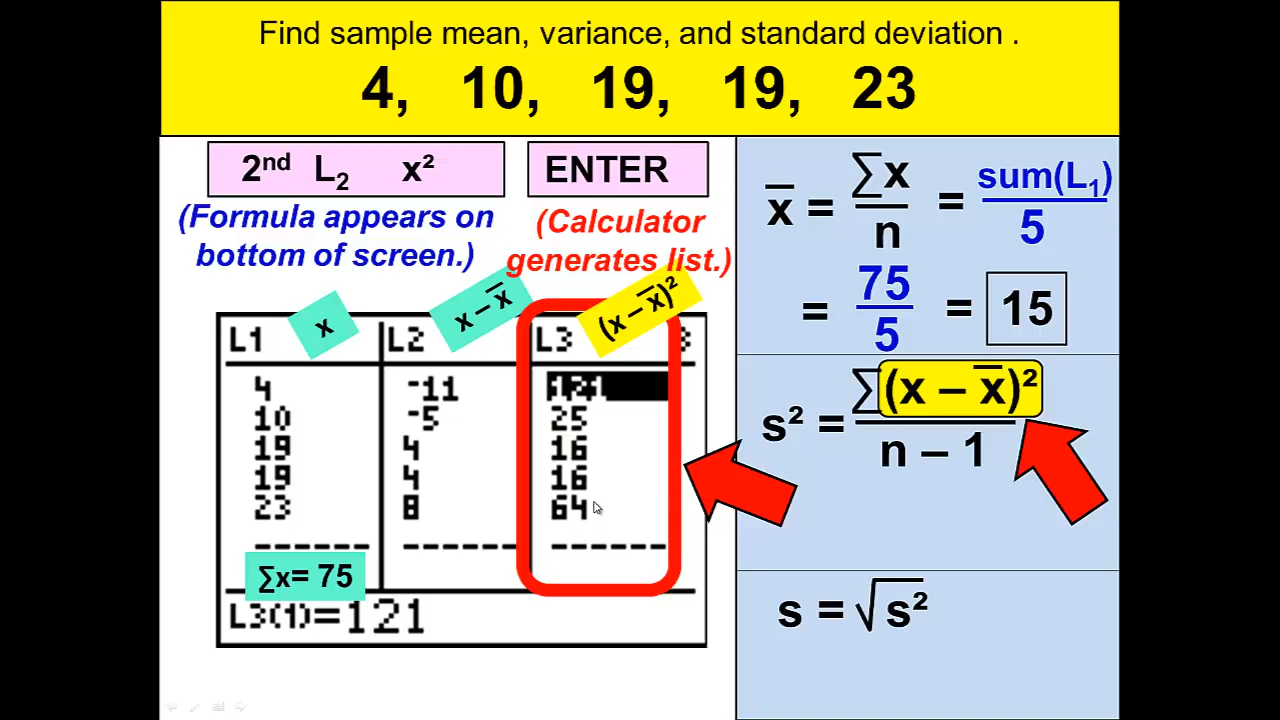 Find sample mean, variance, and standard deviation .
4, 10, 19, 19, 23
2nd L₂ x²
ENTER
(Formula appears on
bottom of screen.)
(Calculator
generates list.)
x
x – x̅
(x – x̅)²
L1 L2 L3 3
4 -11 121
10 -5 25
19 4 16
19 4 16
23 8 64
------ ------ ------
∑x= 75
L3(1)=121
x̅ = ∑x / n = sum(L₁) / 5
= 75 / 5 = 15
s² = ∑(x – x̅)² / n – 1
s = √s²